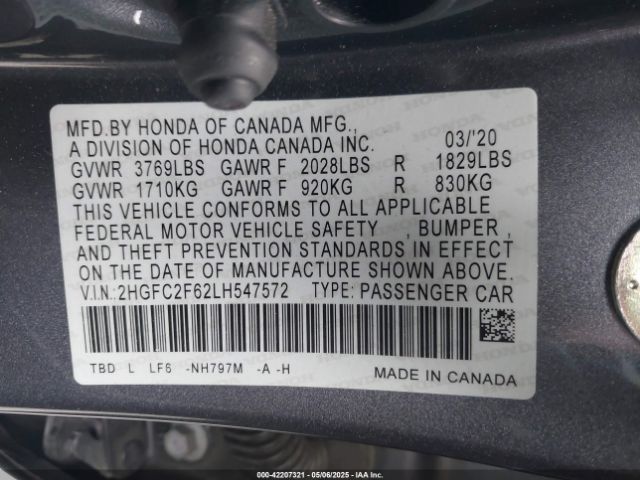 MFD.BY HONDA OF CANADA MFG.,
A DIVISION OF HONDA CANADA INC. 03/'20
GVWR 3769LBS GAWR F 2028LBS R 1829LBS
GVWR 1710KG GAWR F 920KG R 830KG
THIS VEHICLE CONFORMS TO ALL APPLICABLE
FEDERAL MOTOR VEHICLE SAFETY , BUMPER ,
AND THEFT PREVENTION STANDARDS IN EFFECT
ON THE DATE OF MANUFACTURE SHOWN ABOVE.
V.I.N.:2HGFC2F62LH547572 TYPE: PASSENGER CAR
TBD L LF6 -NH797M -A -H
MADE IN CANADA
000-42207321 | 05/06/2025 | IAA Inc.